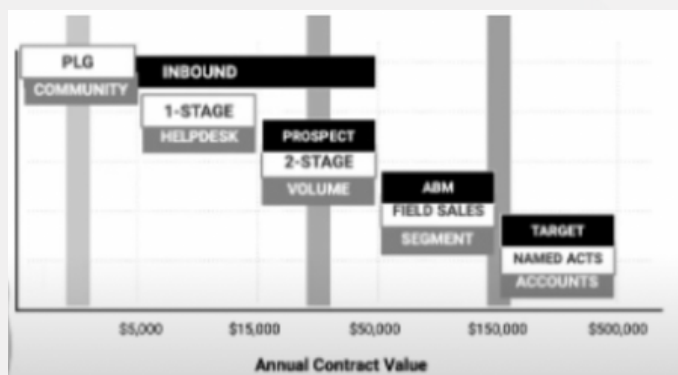 PLG
INBOUND
COMMUNITY
1-STAGE
HELPDESK
PROSPECT
2-STAGE
VOLUME
ABM
FIELD SALES
SEGMENT
TARGET
NAMED ACTS
ACCOUNTS
$5,000 $15,000 $50,000 $150,000 $500,000
Annual Contract Value